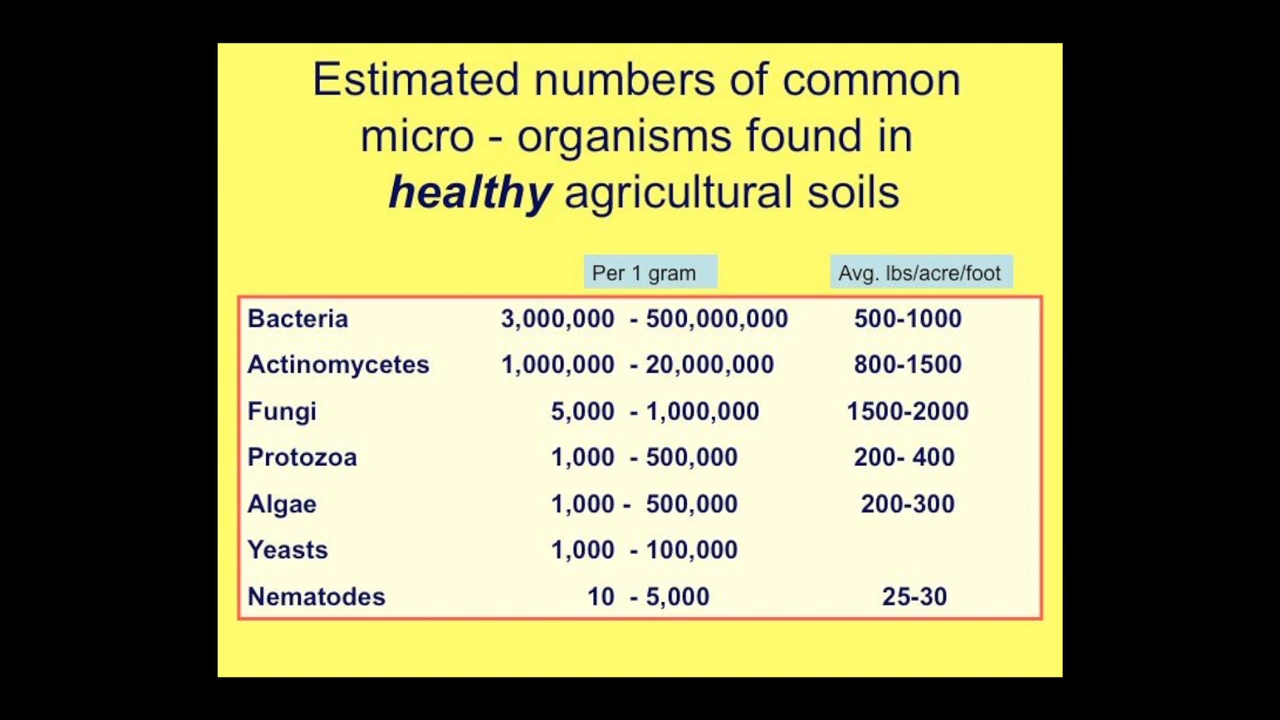 Estimated numbers of common
micro - organisms found in
healthy agricultural soils
Per 1 gram Avg. lbs/acre/foot
Bacteria 3,000,000 - 500,000,000 500-1000
Actinomycetes 1,000,000 - 20,000,000 800-1500
Fungi 5,000 - 1,000,000 1500-2000
Protozoa 1,000 - 500,000 200- 400
Algae 1,000 - 500,000 200-300
Yeasts 1,000 - 100,000
Nematodes 10 - 5,000 25-30